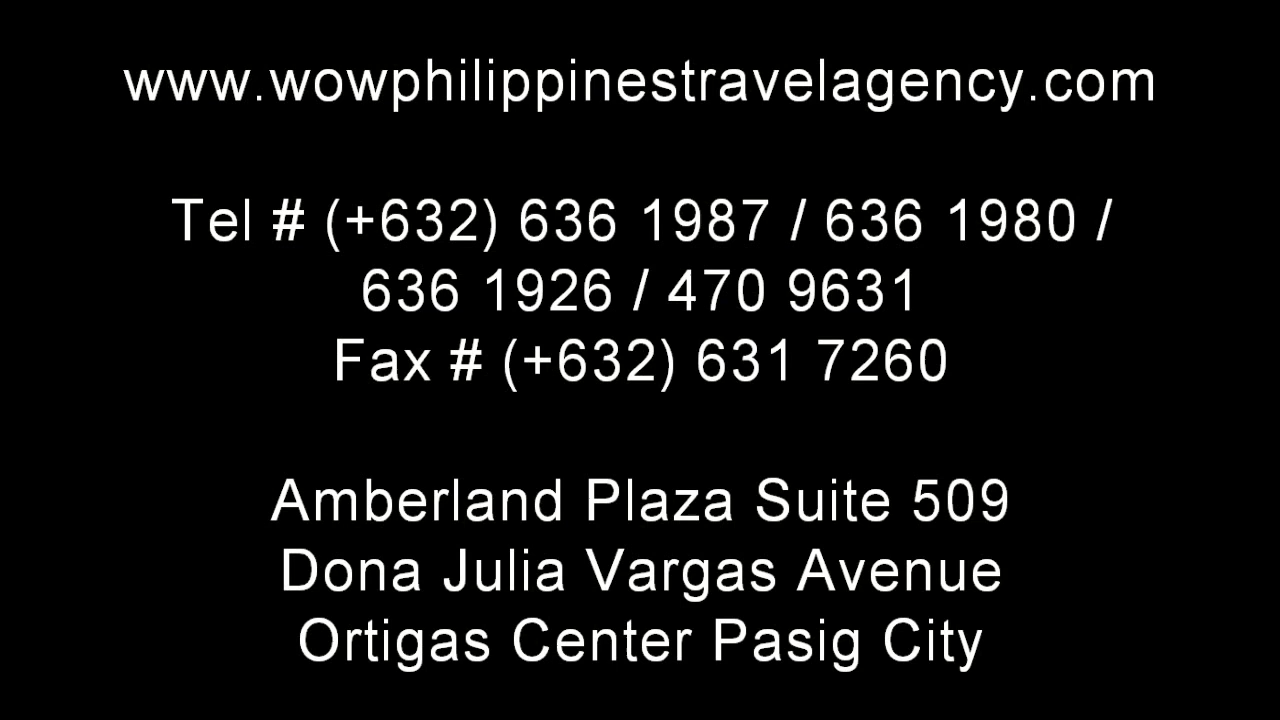 www.wowphilippinestravelagency.com
Tel # (+632) 636 1987 / 636 1980 /
636 1926 / 470 9631
Fax # (+632) 631 7260
Amberland Plaza Suite 509
Dona Julia Vargas Avenue
Ortigas Center Pasig City